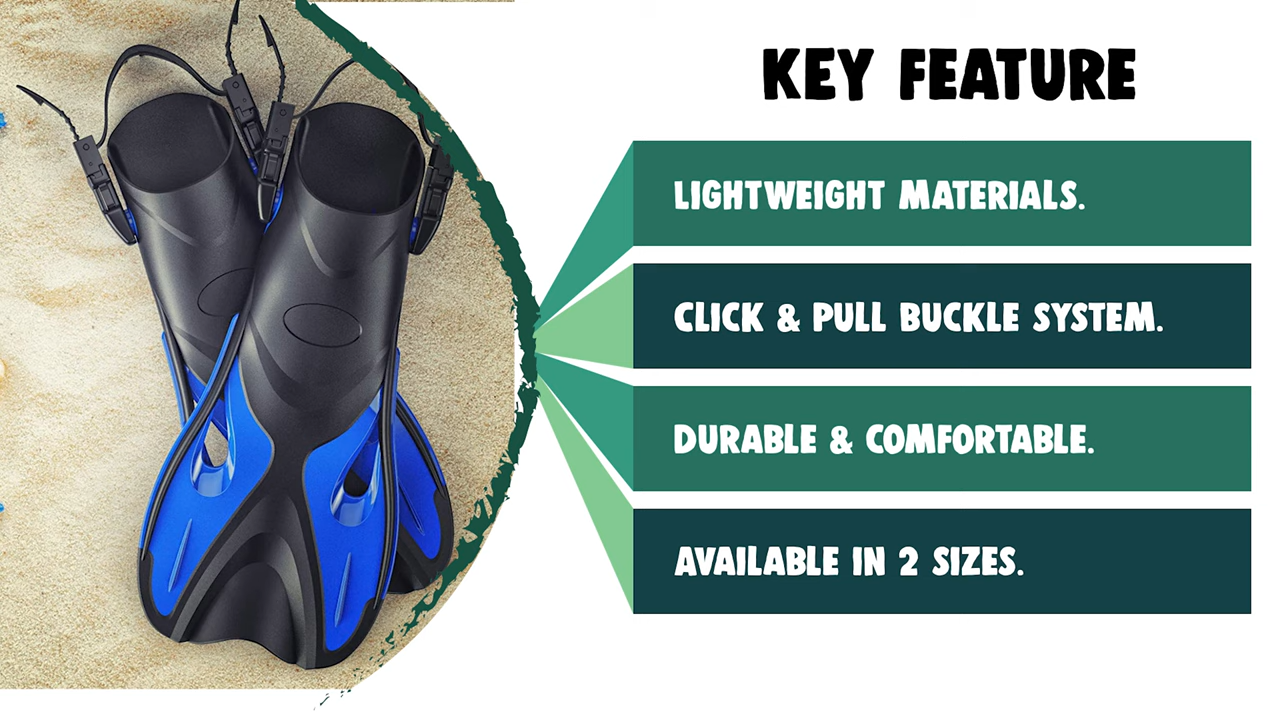 KEY FEATURE
LIGHTWEIGHT MATERIALS.
CLICK & PULL BUCKLE SYSTEM.
DURABLE & COMFORTABLE.
AVAILABLE IN 2 SIZES.